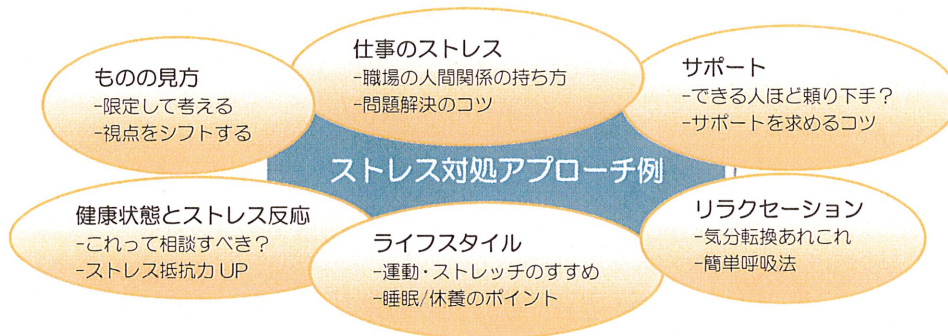 ものの見方
-限定して考える
-視点をシフトする
仕事のストレス
-職場の人間関係の持ち方
-問題解決のコツ
サポート
-できる人ほど頼り下手？
-サポートを求めるコツ
ストレス対処アプローチ例
健康状態とストレス反応
-これって相談すべき？
-ストレス抵抗力 UP
ライフスタイル
-運動・ストレッチのすすめ
-睡眠/休養のポイント
リラクセーション
-気分転換あれこれ
-簡単呼吸法